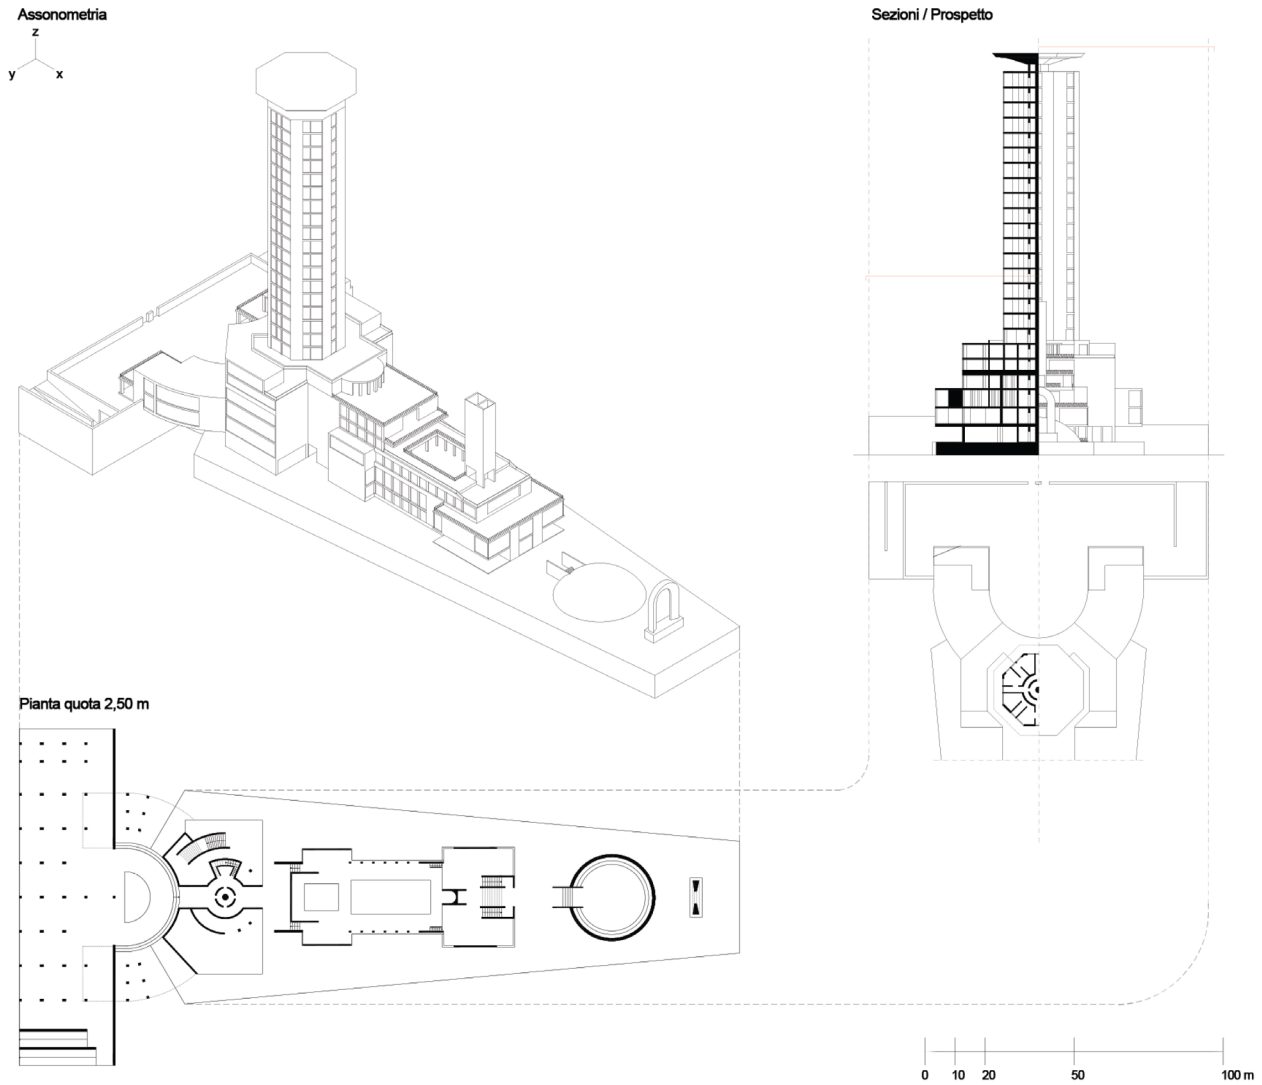 Assonometria
z
y
x
Sezioni / Prospetto
Pianta quota 2,50 m
0 10 20 50 100 m